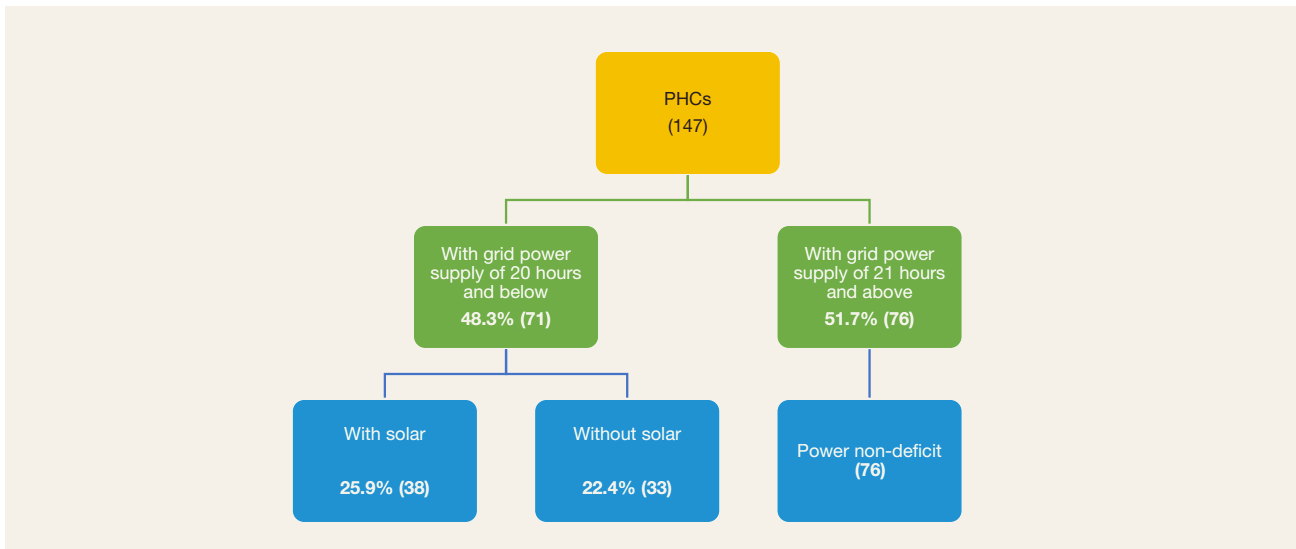 PHCs
(147)
With grid power
supply of 20 hours
and below
48.3% (71)
With grid power
supply of 21 hours
and above
51.7% (76)
With solar
25.9% (38)
Without solar
22.4% (33)
Power non-deficit
(76)